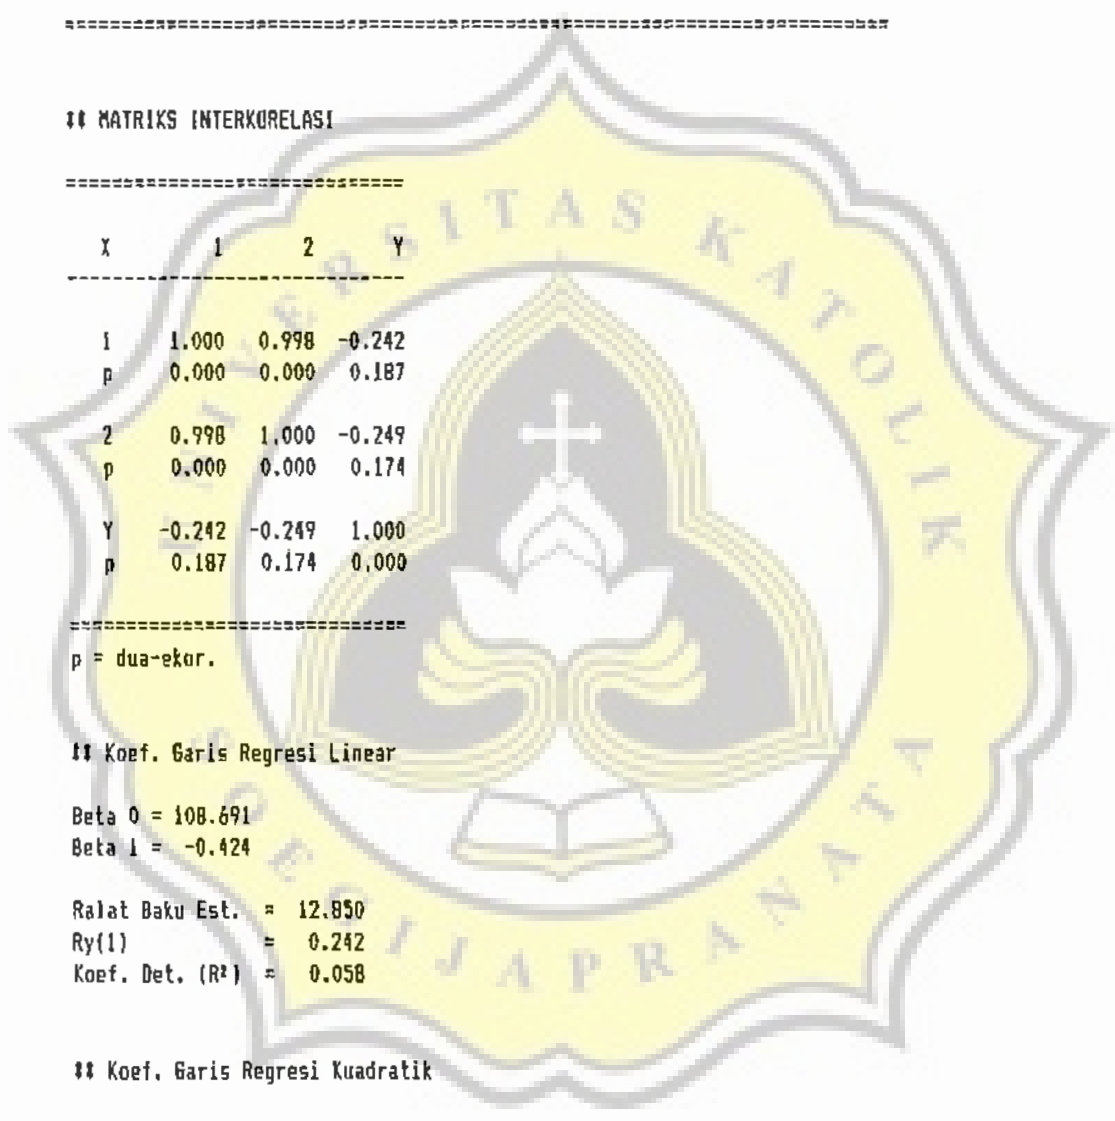 ==========================================================================
** MATRIKS INTERKORELASI
==============================
X 1 2 Y
------------------------------
1 1.000 0.998 -0.242
p 0.000 0.000 0.187
2 0.998 1.000 -0.249
p 0.000 0.000 0.174
Y -0.242 -0.249 1.000
p 0.187 0.174 0.000
==============================
p = dua-ekor.
** Koef. Garis Regresi Linear
Beta 0 = 108.691
Beta 1 = -0.424
Ralat Baku Est. = 12.850
Ry(1) = 0.242
Koef. Det. (R²) = 0.058
** Koef. Garis Regresi Kuadratik
UNIVERSITAS KATOLIK
SOEGIJAPRANATA